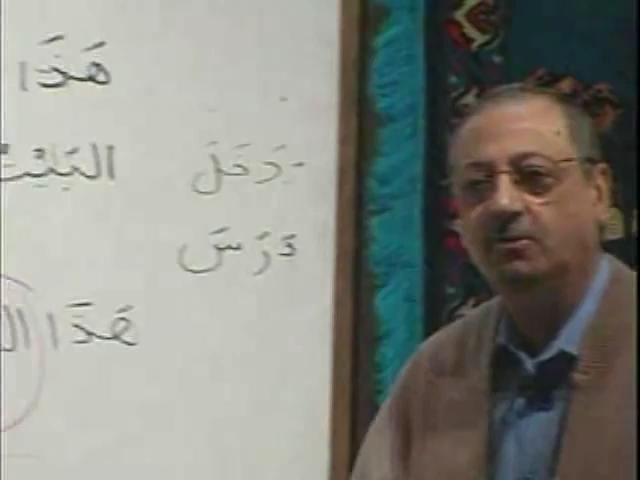 هَذَا
دَخَلَ البَيْتَ
دَرَسَ
هَذَا